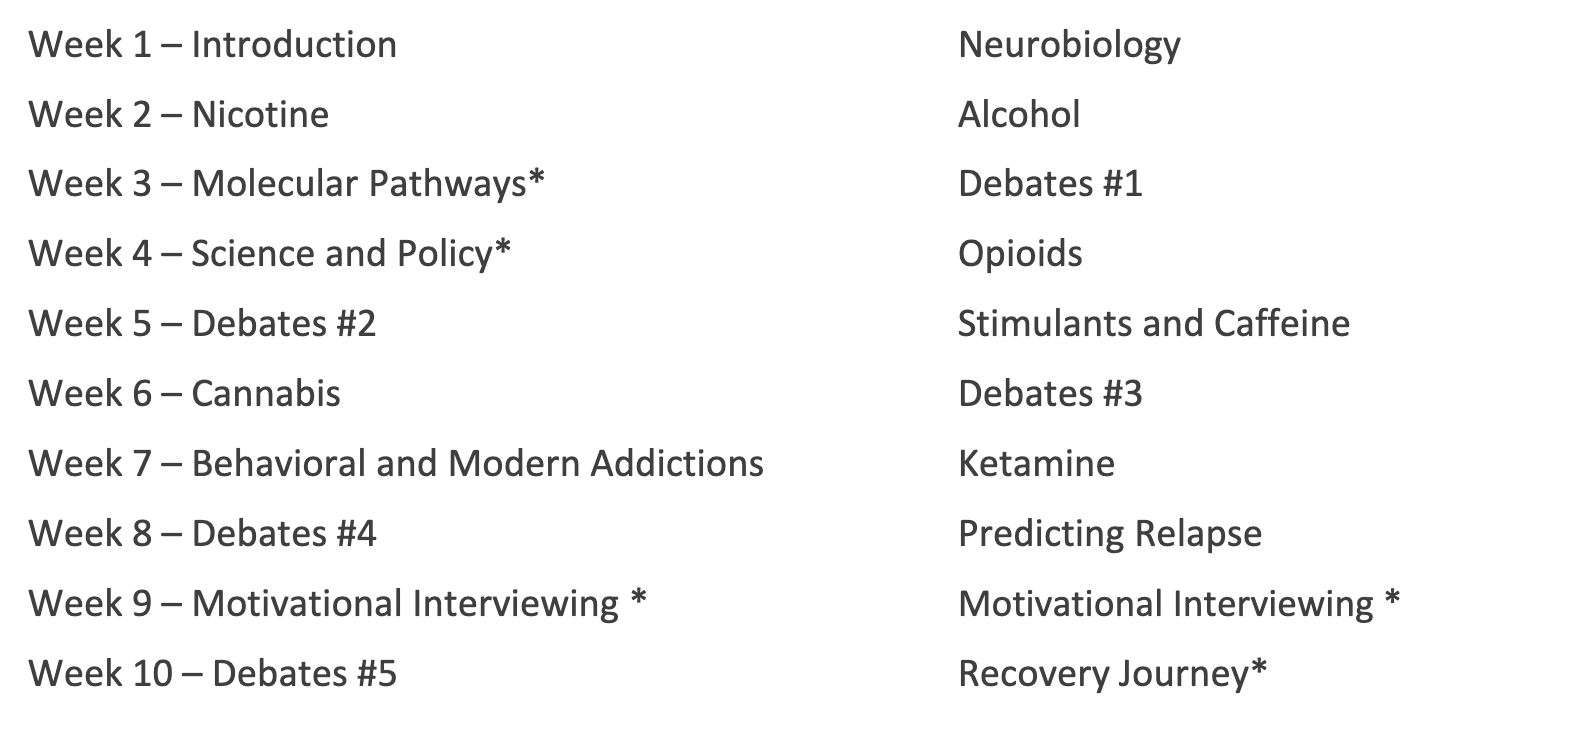 Week 1 – Introduction Neurobiology
Week 2 – Nicotine Alcohol
Week 3 – Molecular Pathways* Debates #1
Week 4 – Science and Policy* Opioids
Week 5 – Debates #2 Stimulants and Caffeine
Week 6 – Cannabis Debates #3
Week 7 – Behavioral and Modern Addictions Ketamine
Week 8 – Debates #4 Predicting Relapse
Week 9 – Motivational Interviewing * Motivational Interviewing *
Week 10 – Debates #5 Recovery Journey*